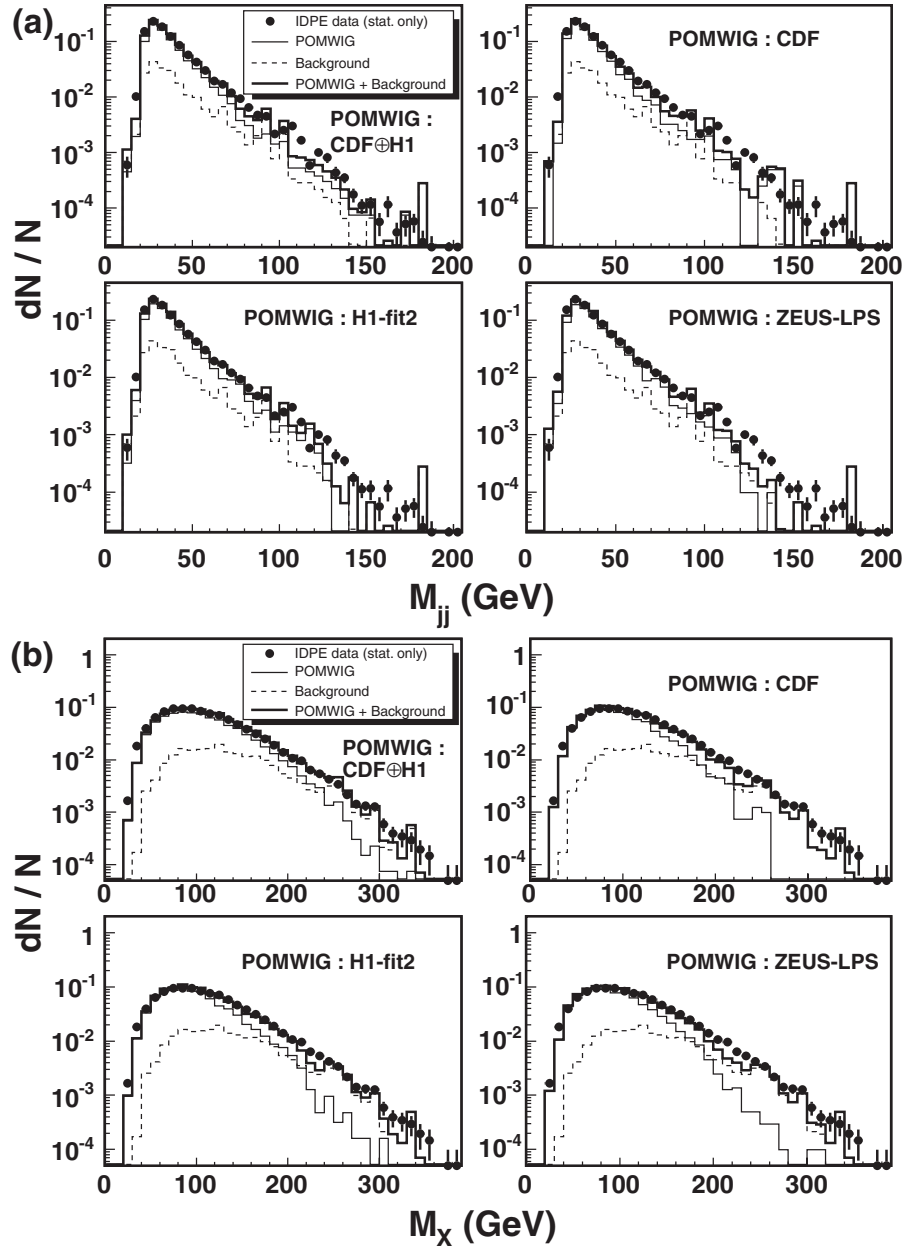 (a)
dN / N
IDPE data (stat. only)
POMWIG
Background
POMWIG + Background
POMWIG :
CDF⊕H1
10^-1
10^-2
10^-3
10^-4
0 50 100 150 200
POMWIG : CDF
10^-1
10^-2
10^-3
10^-4
0 50 100 150 200
POMWIG : H1-fit2
10^-1
10^-2
10^-3
10^-4
0 50 100 150 200
POMWIG : ZEUS-LPS
10^-1
10^-2
10^-3
10^-4
0 50 100 150 200
M_jj (GeV)
(b)
dN / N
IDPE data (stat. only)
POMWIG
Background
POMWIG + Background
POMWIG :
CDF⊕H1
1
10^-1
10^-2
10^-3
10^-4
0 100 200 300
POMWIG : CDF
1
10^-1
10^-2
10^-3
10^-4
0 100 200 300
POMWIG : H1-fit2
1
10^-1
10^-2
10^-3
10^-4
0 100 200 300
POMWIG : ZEUS-LPS
1
10^-1
10^-2
10^-3
10^-4
0 100 200 300
M_X (GeV)